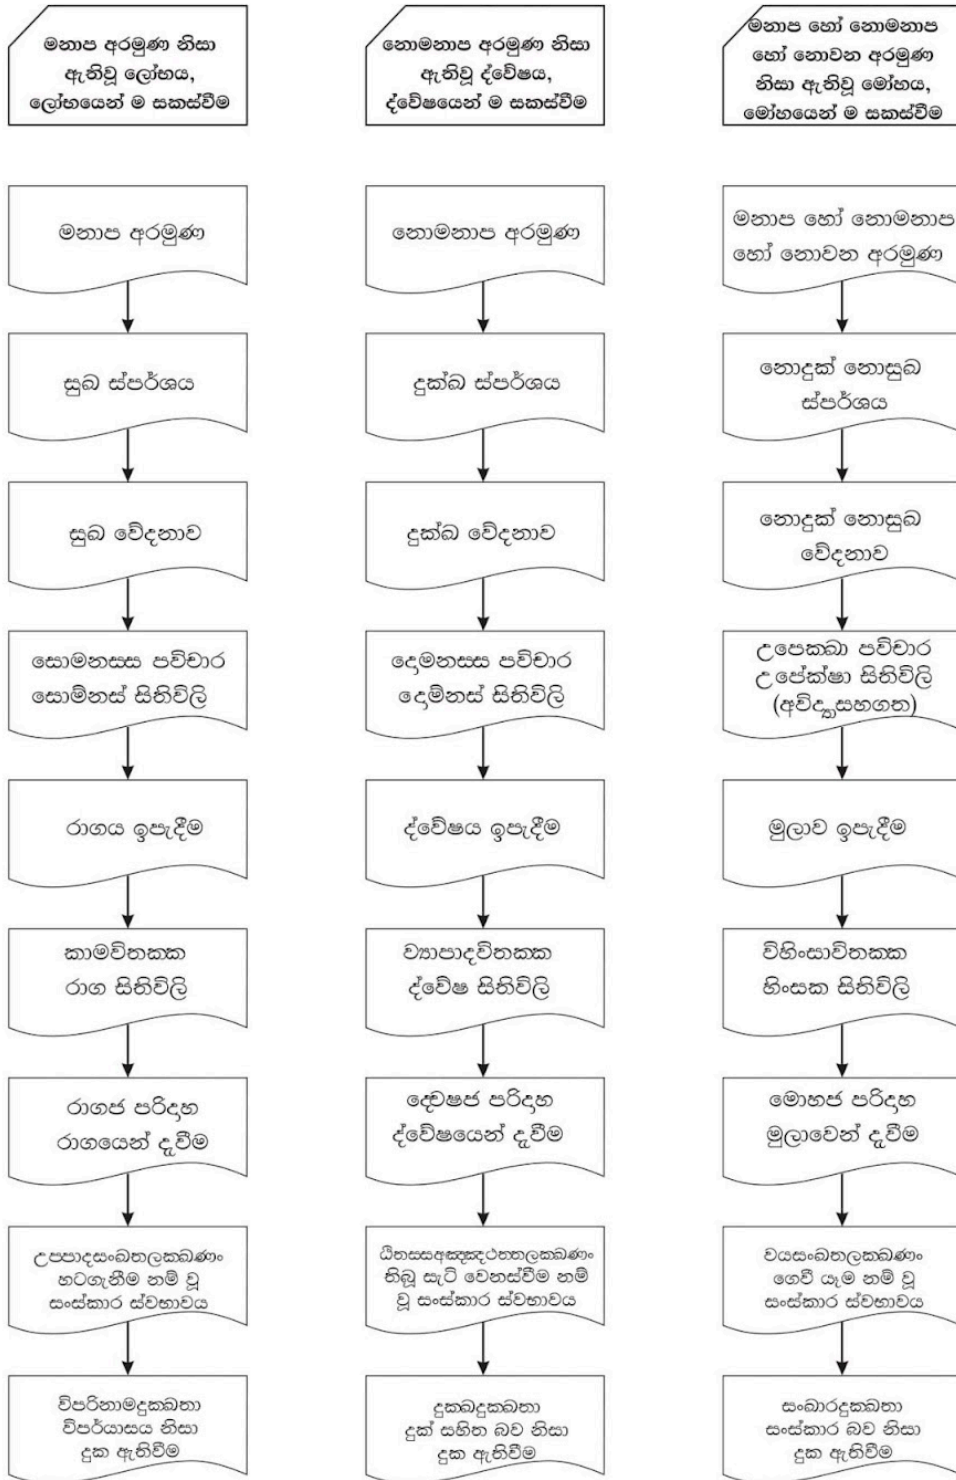 මනාප අරමුණ නිසා
ඇතිවූ ලෝභය,
ලෝභයෙන් ම සකස්වීම
මනාප අරමුණ
සුඛ ස්පර්ශය
සුඛ වේදනාව
සොමනස්ස පවිචාර
සොම්නස් සිතිවිලි
රාගය ඉපැදීම
කාමවිතක්ක
රාග සිතිවිලි
රාගජ පරිදාහ
රාගයෙන් දැවීම
උප්පාදසංඛතලක්ඛණං
හටගැනීම නම් වූ
සංස්කාර ස්වභාවය
විපරිනාමදුක්ඛතා
විපර්යාසය නිසා
දුක ඇතිවීම
නොමනාප අරමුණ නිසා
ඇතිවූ ද්වේෂය,
ද්වේෂයෙන් ම සකස්වීම
නොමනාප අරමුණ
දුක්ඛ ස්පර්ශය
දුක්ඛ වේදනාව
දොමනස්ස පවිචාර
දොම්නස් සිතිවිලි
ද්වේෂය ඉපැදීම
ව්‍යාපාදවිතක්ක
ද්වේෂ සිතිවිලි
ද්වෙෂජ පරිදාහ
ද්වේෂයෙන් දැවීම
ඨිතස්සඅඤ්ඤථත්තලක්ඛණං
තිබූ සැටි වෙනස්වීම නම්
වූ සංස්කාර ස්වභාවය
දුක්ඛදුක්ඛතා
දුක් සහිත බව නිසා
දුක ඇතිවීම
මනාප හෝ නොමනාප
හෝ නොවන අරමුණ
නිසා ඇතිවූ මෝහය,
මෝහයෙන් ම සකස්වීම
මනාප හෝ නොමනාප
හෝ නොවන අරමුණ
නොදුක් නොසුඛ
ස්පර්ශය
නොදුක් නොසුඛ
වේදනාව
උපෙක්ඛා පවිචාර
උපේක්ෂා සිතිවිලි
(අවිද්‍යාසහගත)
මුලාව ඉපැදීම
විහිංසාවිතක්ක
හිංසක සිතිවිලි
මොහජ පරිදාහ
මුලාවෙන් දැවීම
වයසංඛතලක්ඛණං
ගෙවී යෑම නම් වූ
සංස්කාර ස්වභාවය
සංඛාරදුක්ඛතා
සංස්කාර බව නිසා
දුක ඇතිවීම